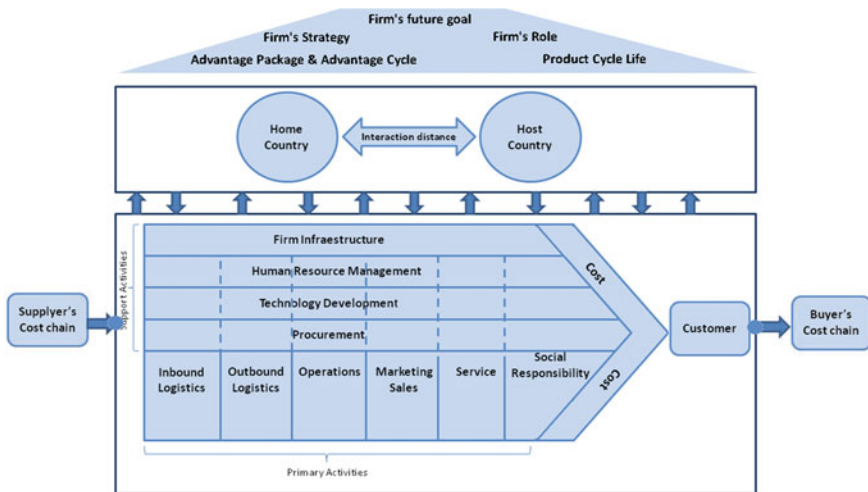 Firm's future goal
Firm's Strategy
Firm's Role
Advantage Package & Advantage Cycle
Product Cycle Life
Home
Country
Interaction distance
Host
Country
Support Activities
Firm Infraestructure
Human Resource Management
Technology Development
Procurement
Cost
Supplyer's
Cost chain
Customer
Buyer's
Cost chain
Inbound
Logistics
Outbound
Logistics
Operations
Marketing
Sales
Service
Social
Responsibility
Cost
Primary Activities